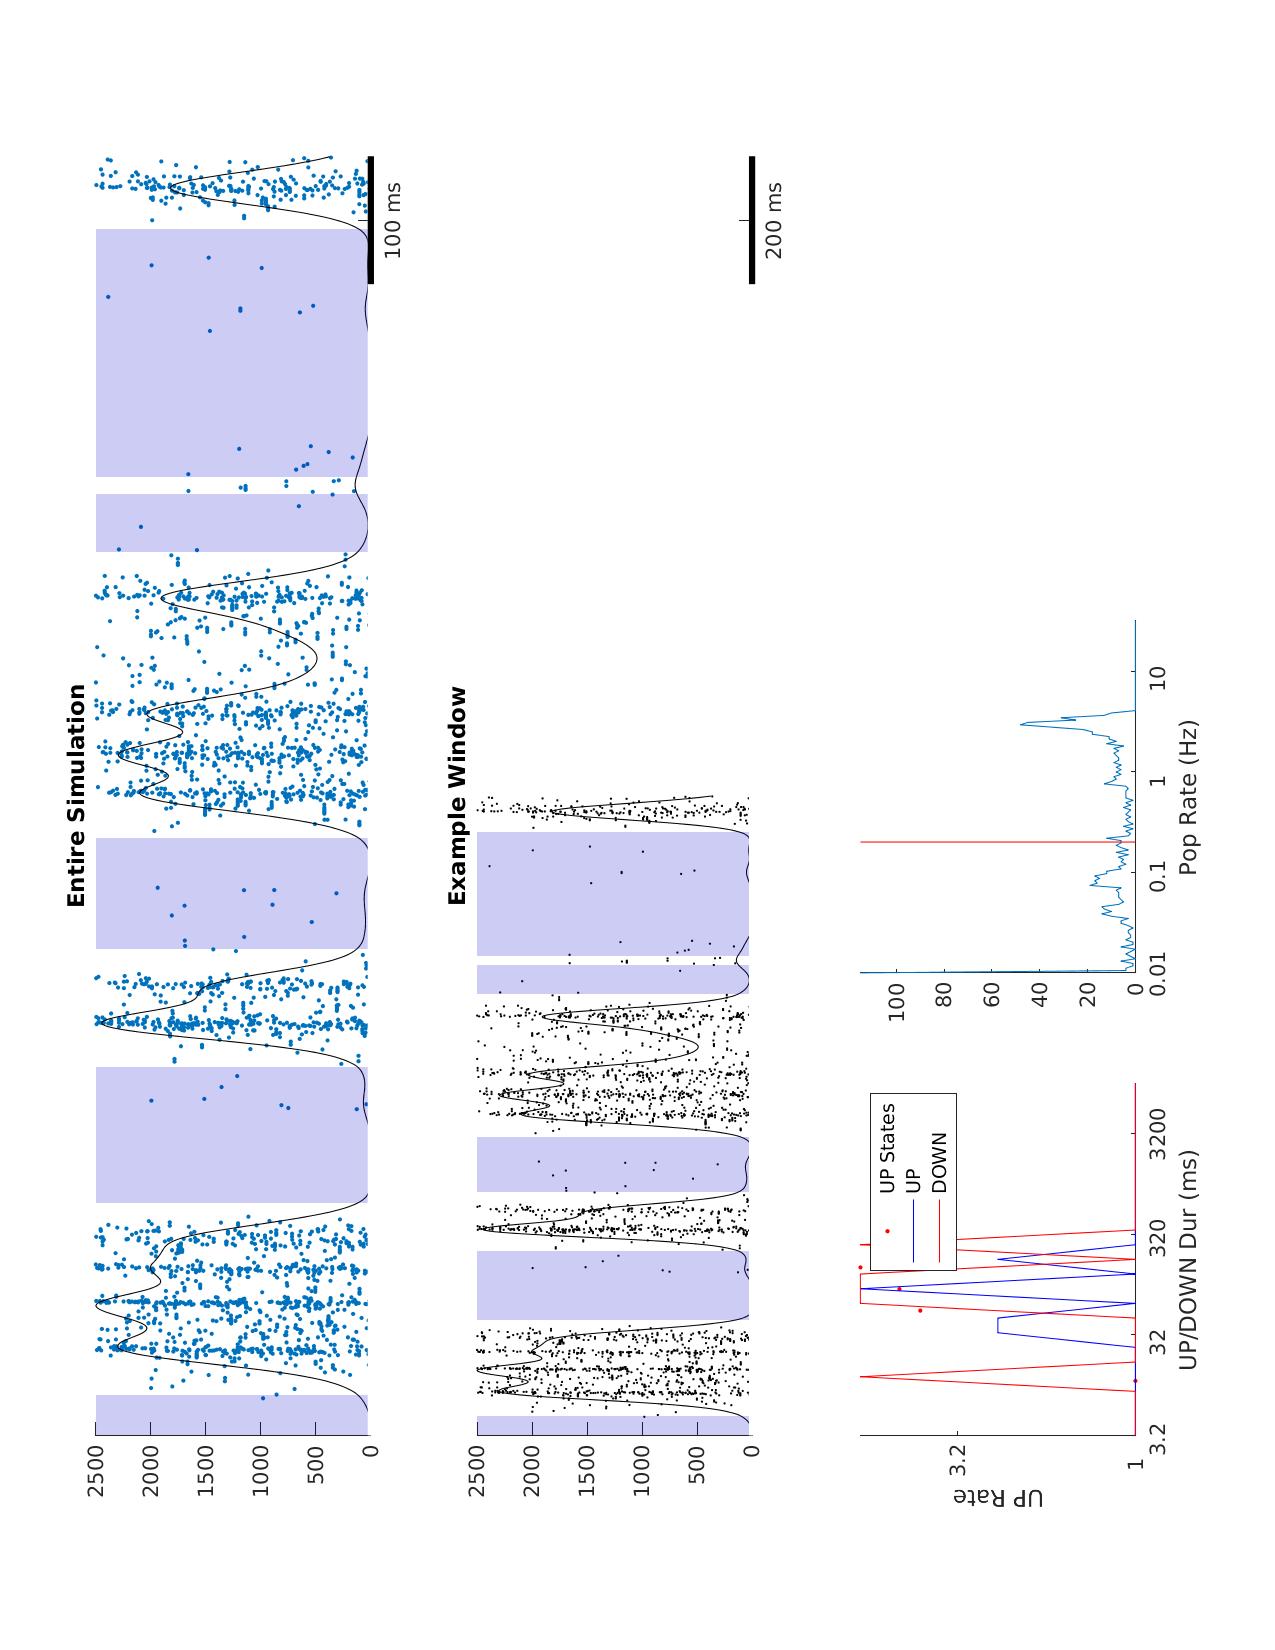 Entire Simulation
2500
2000
1500
1000
500
0
100 ms
Example Window
2500
2000
1500
1000
500
0
200 ms
UP Rate
3.2
1
3.2 32 320 3200
UP/DOWN Dur (ms)
UP States
UP
DOWN
100
80
60
40
20
0
0.01 0.1 1 10
Pop Rate (Hz)